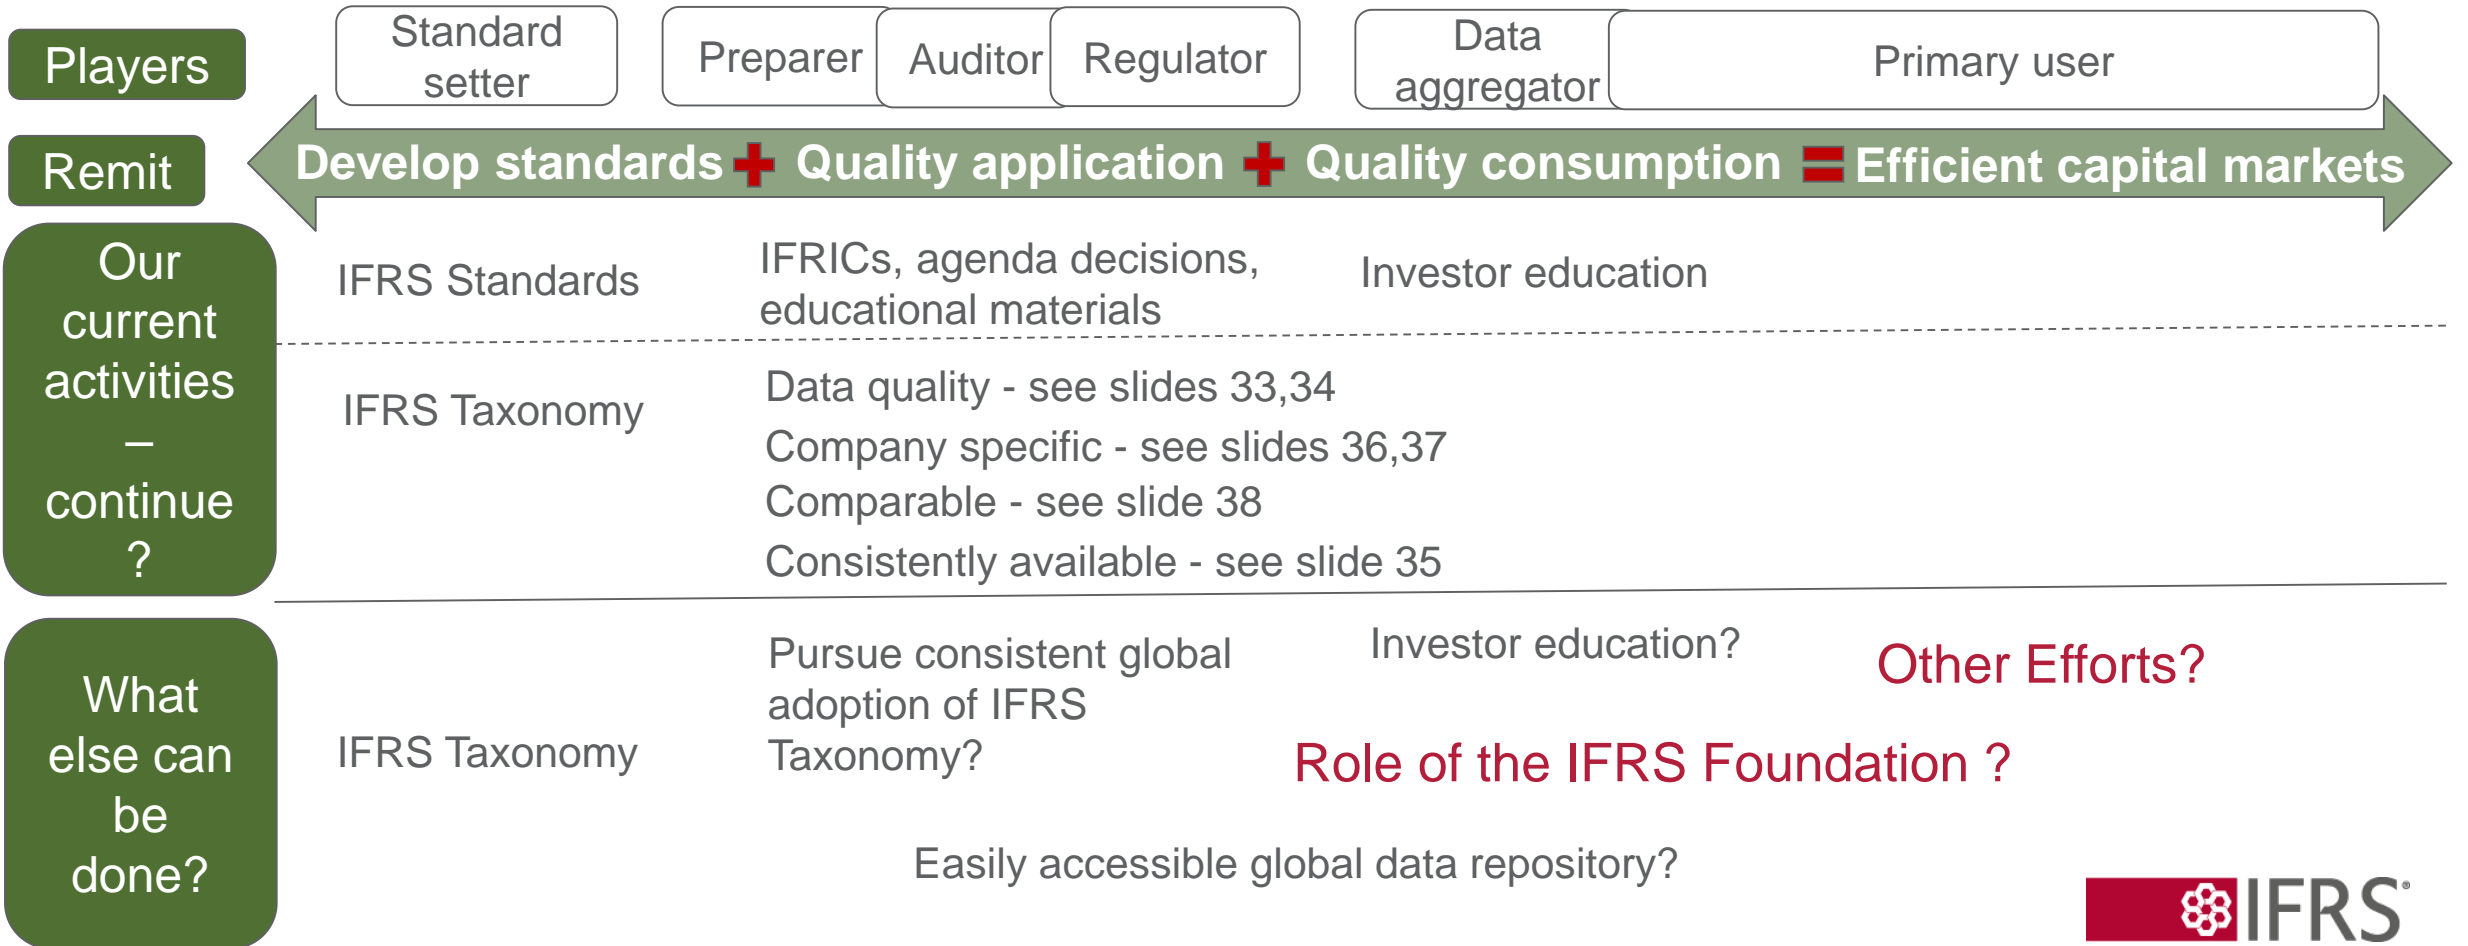 Players
Standard
setter
Preparer
Auditor
Regulator
Data
aggregator
Primary user
Remit
Develop standards + Quality application + Quality consumption = Efficient capital markets
Our
current
activities
–
continue
?
IFRS Standards
IFRICs, agenda decisions,
educational materials
Investor education
IFRS Taxonomy
Data quality - see slides 33,34
Company specific - see slides 36,37
Comparable - see slide 38
Consistently available - see slide 35
What
else can
be
done?
IFRS Taxonomy
Pursue consistent global
adoption of IFRS
Taxonomy?
Investor education?
Other Efforts?
Role of the IFRS Foundation ?
Easily accessible global data repository?
IFRS®